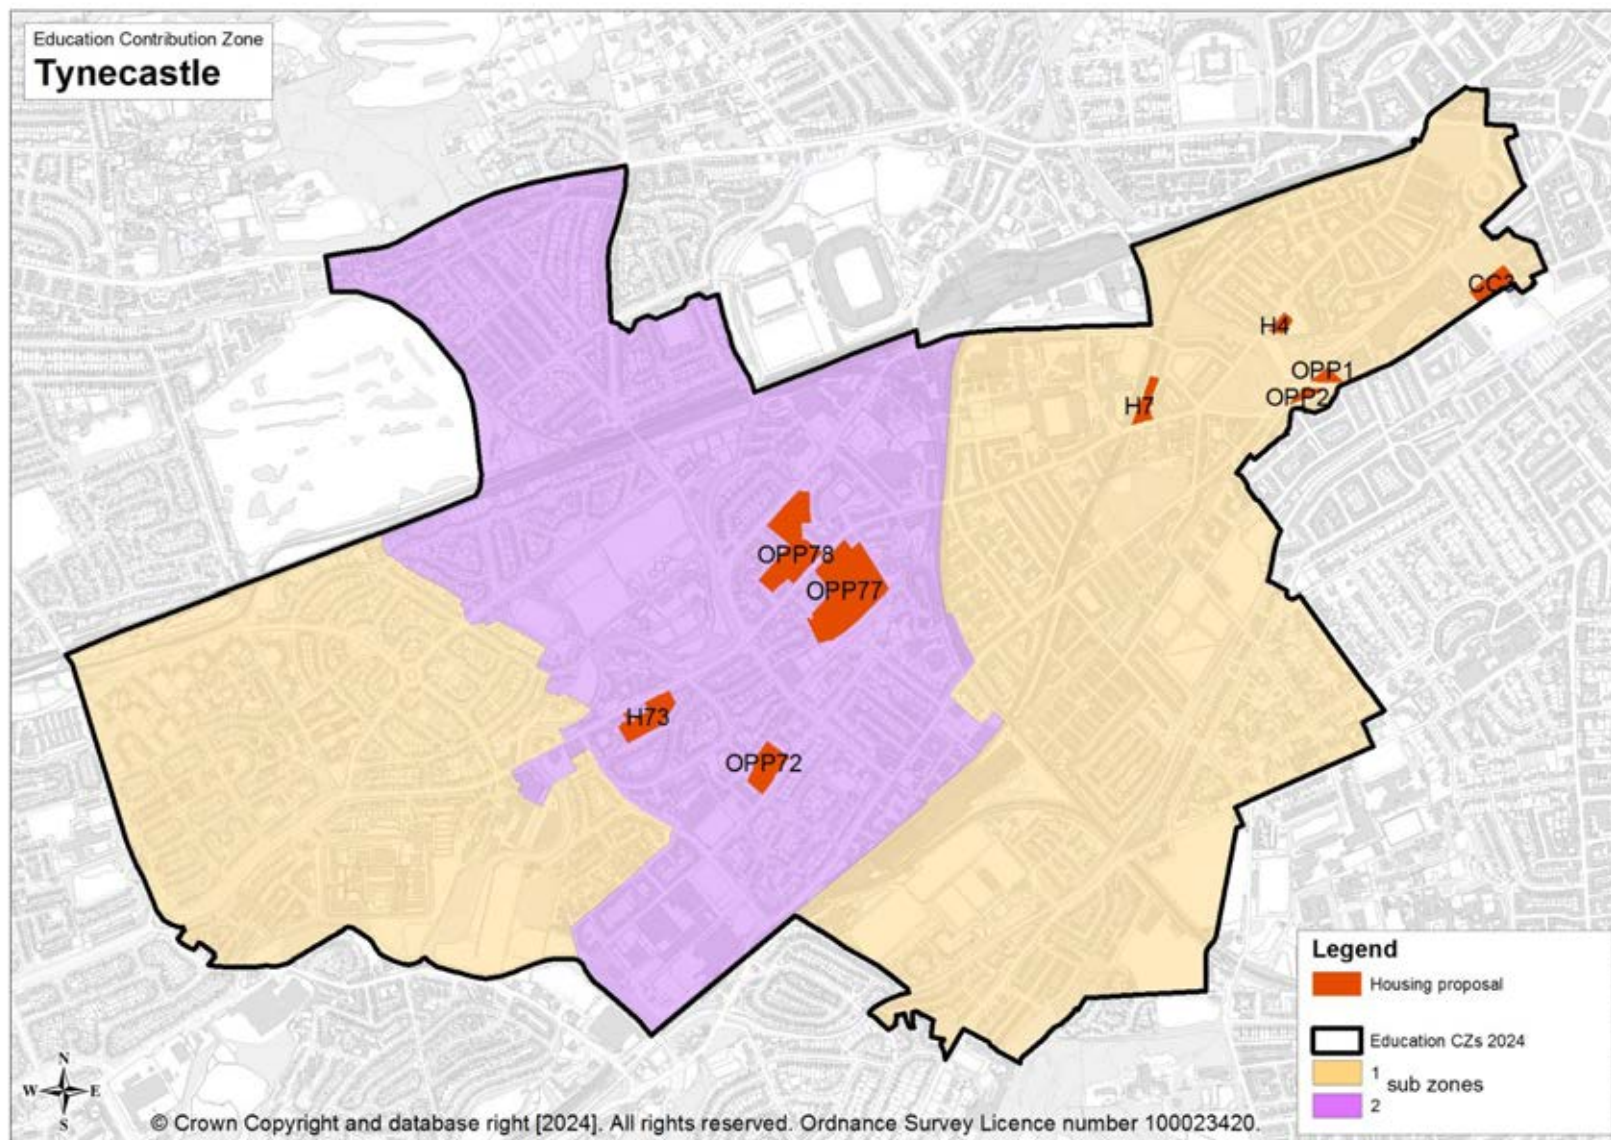 Education Contribution Zone
Tynecastle
CC3
H4
OPP1
OPP2
H7
OPP78
OPP77
H73
OPP72
Legend
Housing proposal
Education CZs 2024
1
sub zones
2
N
W E
S
© Crown Copyright and database right [2024]. All rights reserved. Ordnance Survey Licence number 100023420.